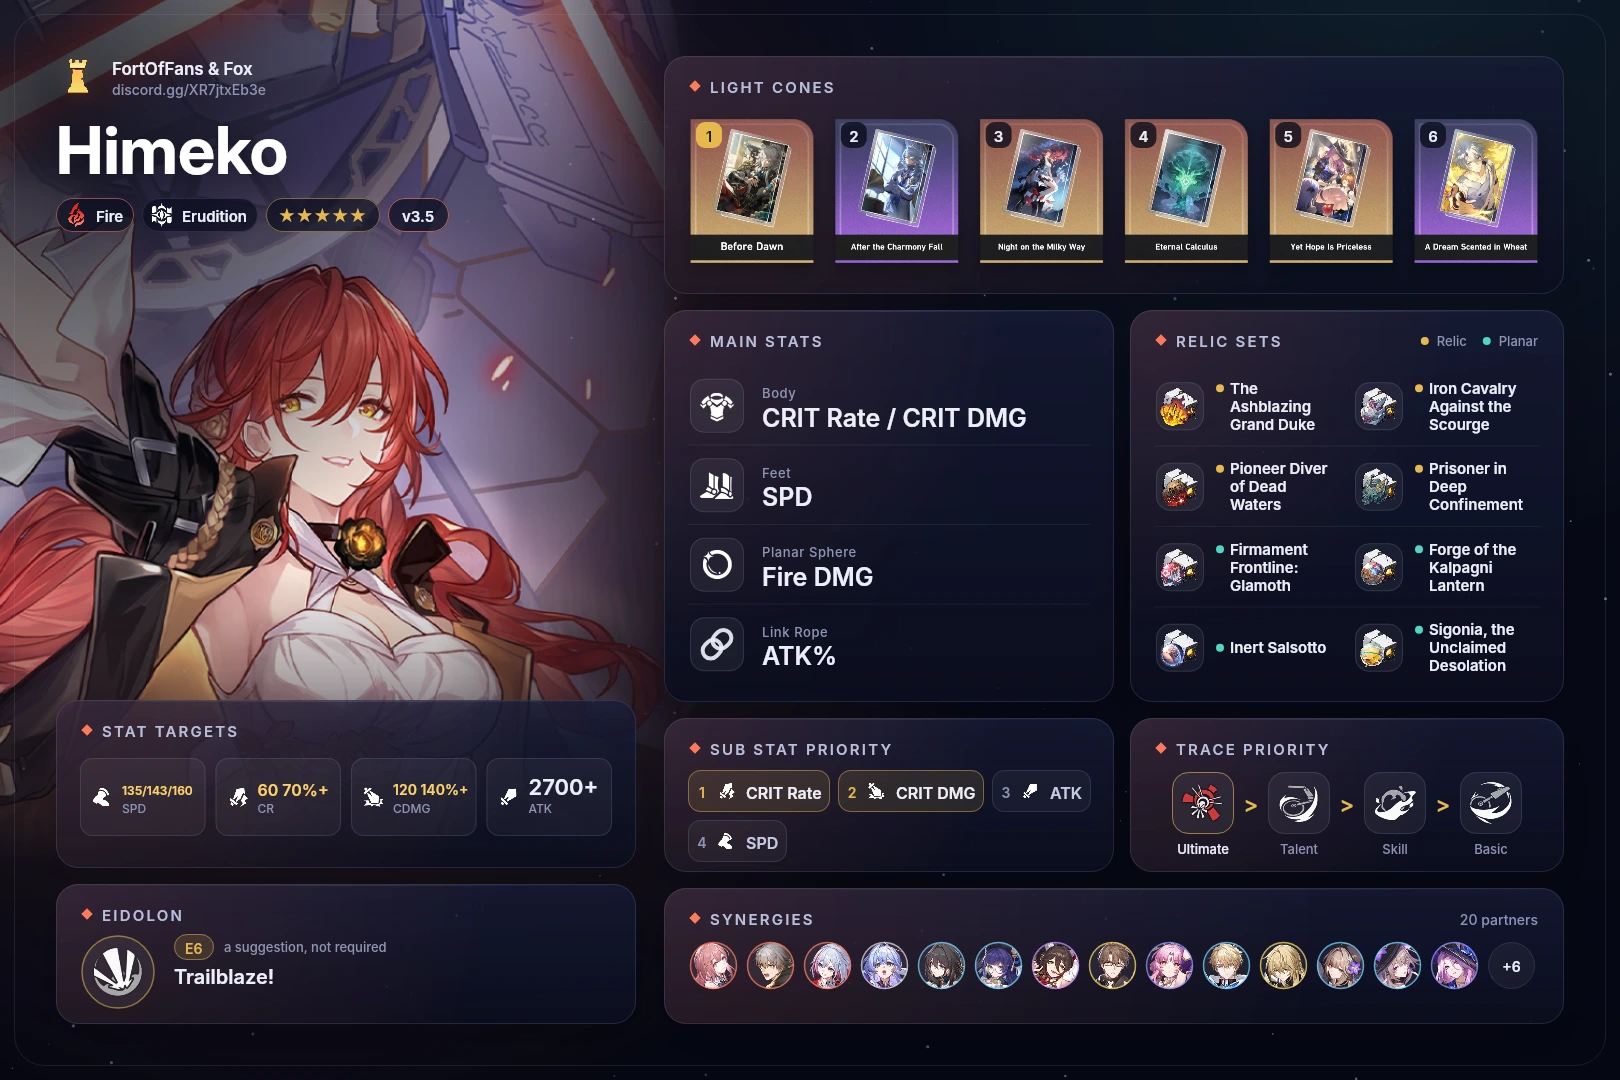 FortOfFans & Fox
discord.gg/XR7jtxEb3e
Himeko
Fire
Erudition
★★★★★
v3.5
LIGHT CONES
1
2
3
4
5
6
Before Dawn
After the Charmony Fall
Night on the Milky Way
Eternal Calculus
Yet Hope Is Priceless
A Dream Scented in Wheat
MAIN STATS
Body
CRIT Rate / CRIT DMG
Feet
SPD
Planar Sphere
Fire DMG
Link Rope
ATK%
RELIC SETS
Relic
Planar
The
Ashblazing
Grand Duke
Iron Cavalry
Against the
Scourge
Pioneer Diver
of Dead
Waters
Prisoner in
Deep
Confinement
Firmament
Frontline:
Glamoth
Forge of the
Kalpagni
Lantern
Inert Salsotto
Sigonia, the
Unclaimed
Desolation
STAT TARGETS
135/143/160
SPD
60 70%+
CR
120 140%+
CDMG
2700+
ATK
SUB STAT PRIORITY
1 CRIT Rate
2 CRIT DMG
3 ATK
4 SPD
TRACE PRIORITY
> > >
Ultimate
Talent
Skill
Basic
EIDOLON
E6
a suggestion, not required
Trailblaze!
SYNERGIES
20 partners
+6